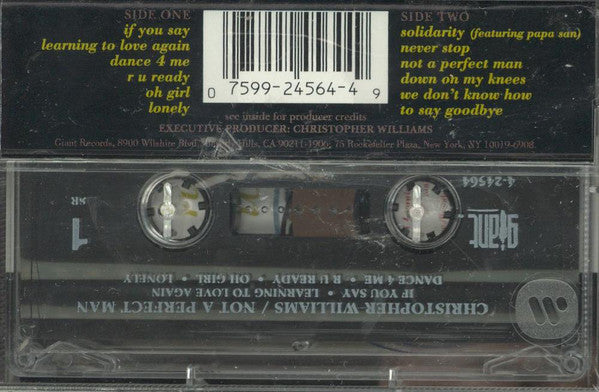 SIDE ONE
if you say
learning to love again
dance 4 me
r u ready
oh girl
lonely
SIDE TWO
solidarity (featuring papa san)
never stop
not a perfect man
down on my knees
we don't know how
to say goodbye
0 7599-24564-4 9
see inside for producer credits
EXECUTIVE PRODUCER: CHRISTOPHER WILLIAMS
Giant Records, 8900 Wilshire Blvd., Hills, CA 90211-1906; 75 Rockefeller Plaza, New York, NY 10019-6908.
CHRISTOPHER WILLIAMS / NOT A PERFECT MAN
IF YOU SAY • LEARNING TO LOVE AGAIN
DANCE 4 ME • R U READY • OH GIRL • LONELY
giant
4-24564
1
SR